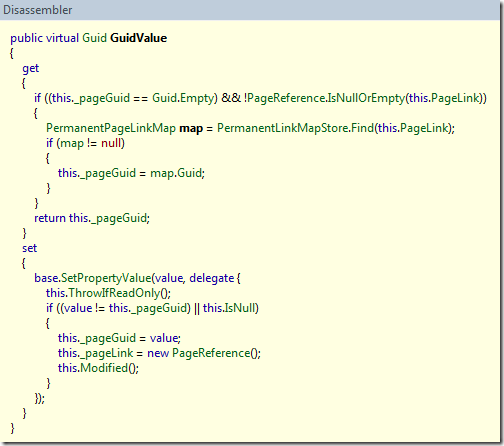 Disassembler
public virtual Guid GuidValue
{
get
{
if ((this._pageGuid == Guid.Empty) && !PageReference.IsNullOrEmpty(this.PageLink))
{
PermanentPageLinkMap map = PermanentLinkMapStore.Find(this.PageLink);
if (map != null)
{
this._pageGuid = map.Guid;
}
}
return this._pageGuid;
}
set
{
base.SetPropertyValue(value, delegate {
this.ThrowIfReadOnly();
if ((value != this._pageGuid) || this.IsNull)
{
this._pageGuid = value;
this._pageLink = new PageReference();
this.Modified();
}
});
}
}